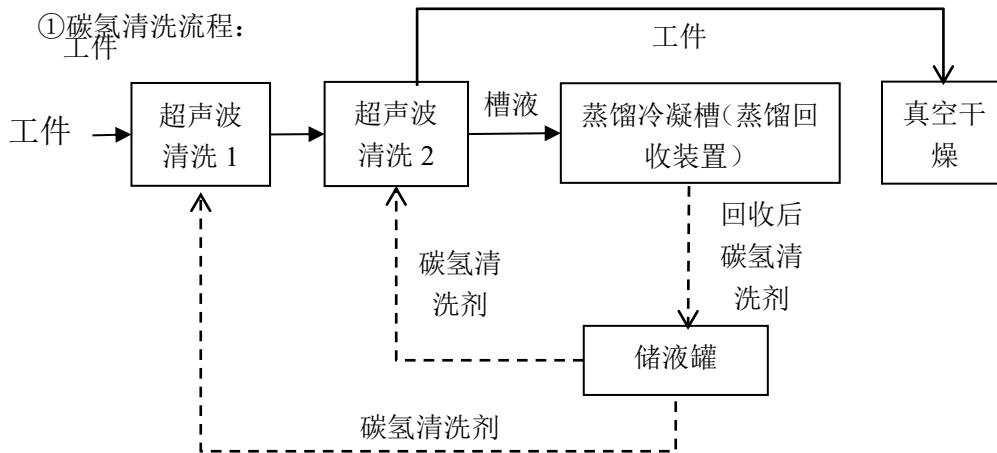 ①碳氢清洗流程：
工件
工件
工件
超声波
清洗 1
超声波
清洗 2
槽液
蒸馏冷凝槽（蒸馏回
收装置）
真空干
燥
回收后
碳氢清
洗剂
碳氢清
洗剂
储液罐
碳氢清洗剂